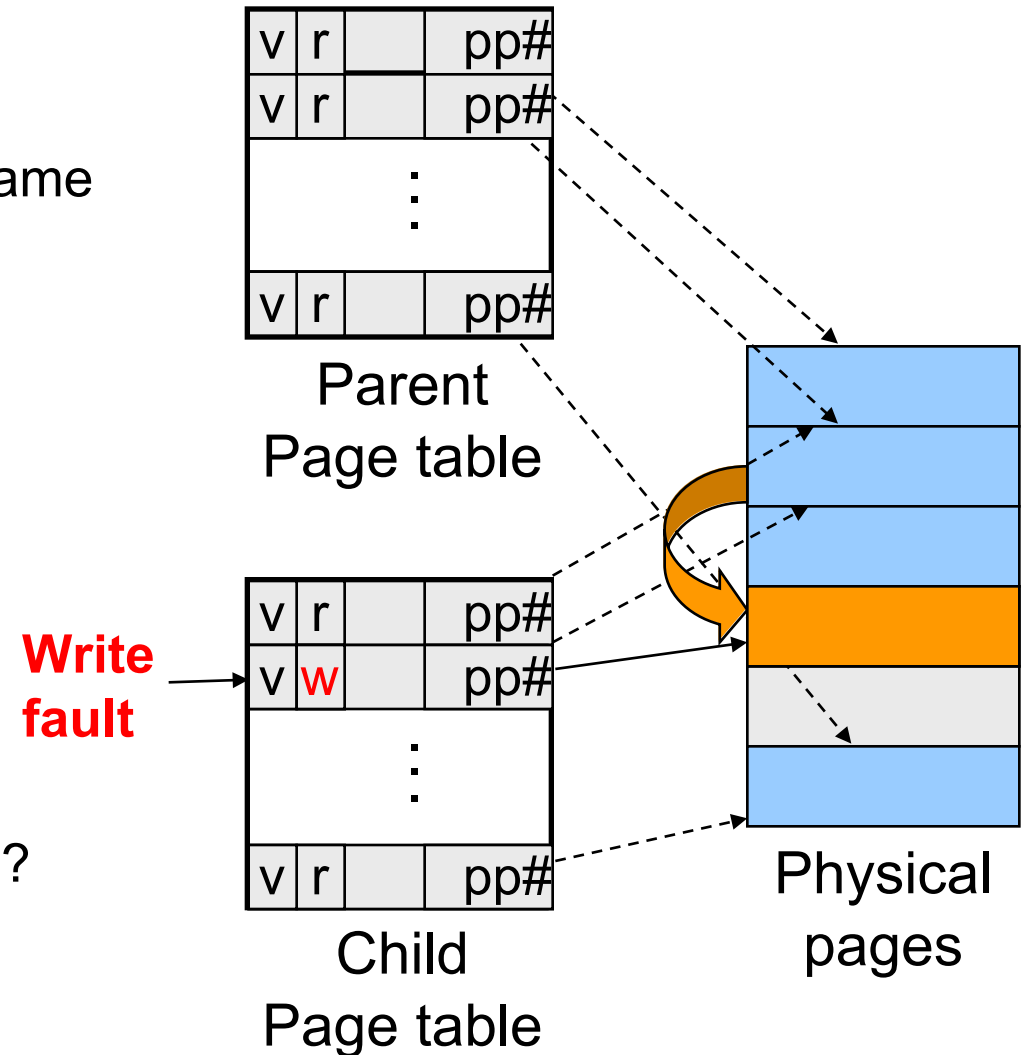 v r pp#
v r pp#
ame
⋮
v r pp#
Parent
Page table
v r pp#
Write
fault
v w pp#
⋮
?
v r pp#
Child
Page table
Physical
pages